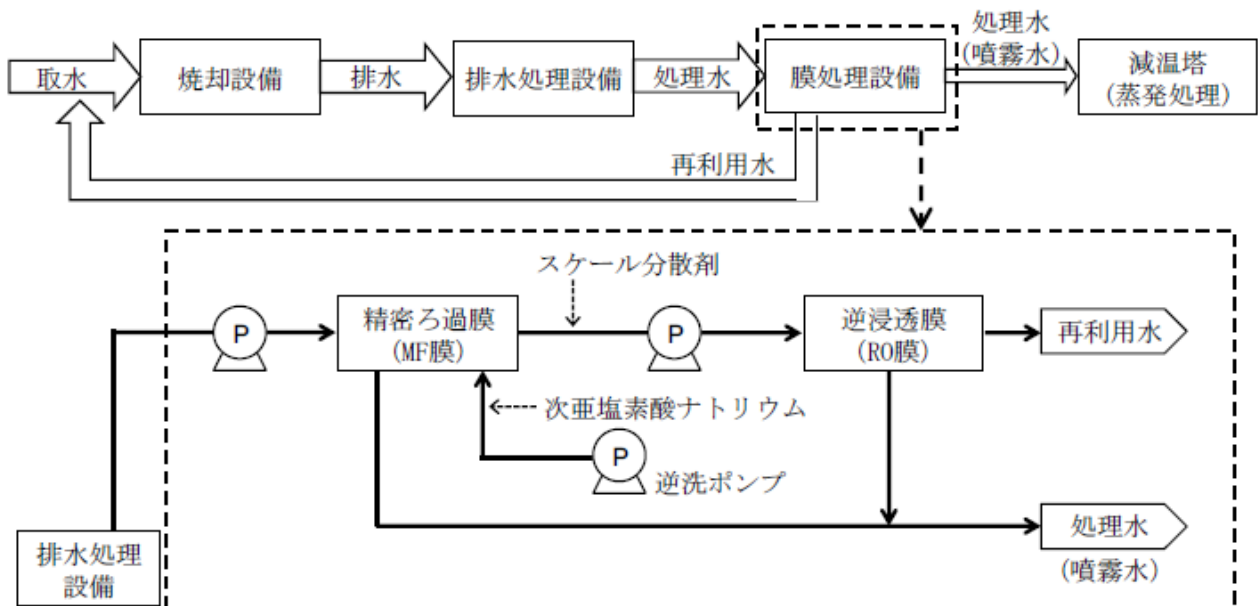 処理水
(噴霧水)
取水
焼却設備
排水
排水処理設備
処理水
膜処理設備
減温塔
(蒸発処理)
再利用水
スケール分散剤
P
精密ろ過膜
(MF膜)
P
逆浸透膜
(RO膜)
再利用水
次亜塩素酸ナトリウム
P
逆洗ポンプ
排水処理
設備
処理水
(噴霧水)